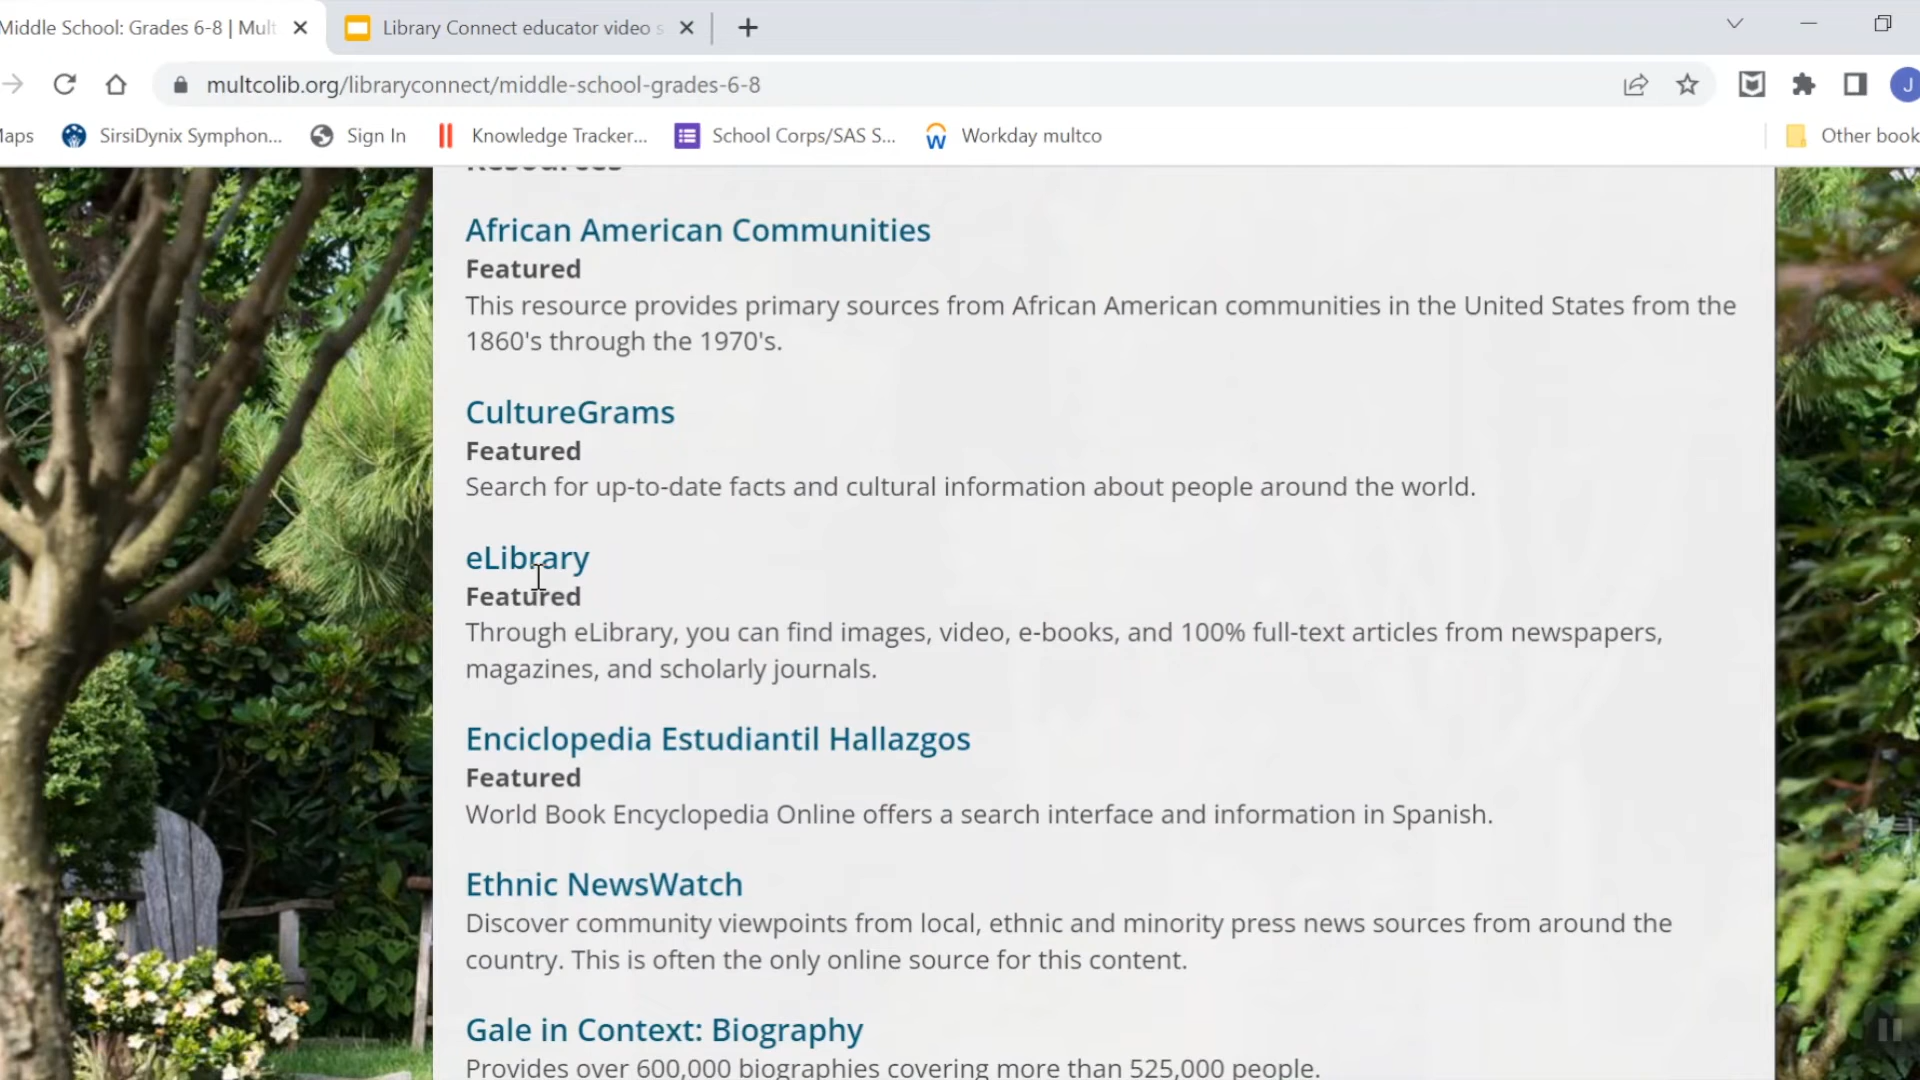 Middle School: Grades 6-8 | Mult
Library Connect educator video s
multcolib.org/libraryconnect/middle-school-grades-6-8
J
Maps
SirsiDynix Symphon...
Sign In
Knowledge Tracker...
School Corps/SAS S...
Workday multco
Other book
Resources
African American Communities
Featured
This resource provides primary sources from African American communities in the United States from the
1860's through the 1970's.
CultureGrams
Featured
Search for up-to-date facts and cultural information about people around the world.
eLibrary
Featured
Through eLibrary, you can find images, video, e-books, and 100% full-text articles from newspapers,
magazines, and scholarly journals.
Enciclopedia Estudiantil Hallazgos
Featured
World Book Encyclopedia Online offers a search interface and information in Spanish.
Ethnic NewsWatch
Discover community viewpoints from local, ethnic and minority press news sources from around the
country. This is often the only online source for this content.
Gale in Context: Biography
Provides over 600,000 biographies covering more than 525,000 people.